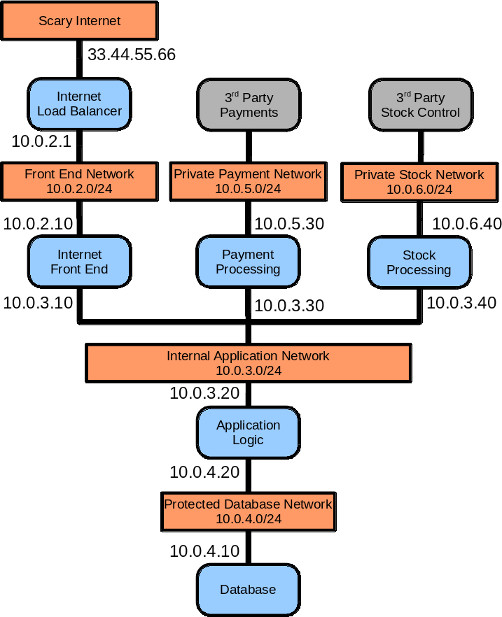 Scary Internet
33.44.55.66
Internet
Load Balancer
3rd Party
Payments
3rd Party
Stock Control
10.0.2.1
Front End Network
10.0.2.0/24
Private Payment Network
10.0.5.0/24
Private Stock Network
10.0.6.0/24
10.0.2.10
10.0.5.30
10.0.6.40
Internet
Front End
Payment
Processing
Stock
Processing
10.0.3.10
10.0.3.30
10.0.3.40
Internal Application Network
10.0.3.0/24
10.0.3.20
Application
Logic
10.0.4.20
Protected Database Network
10.0.4.0/24
10.0.4.10
Database